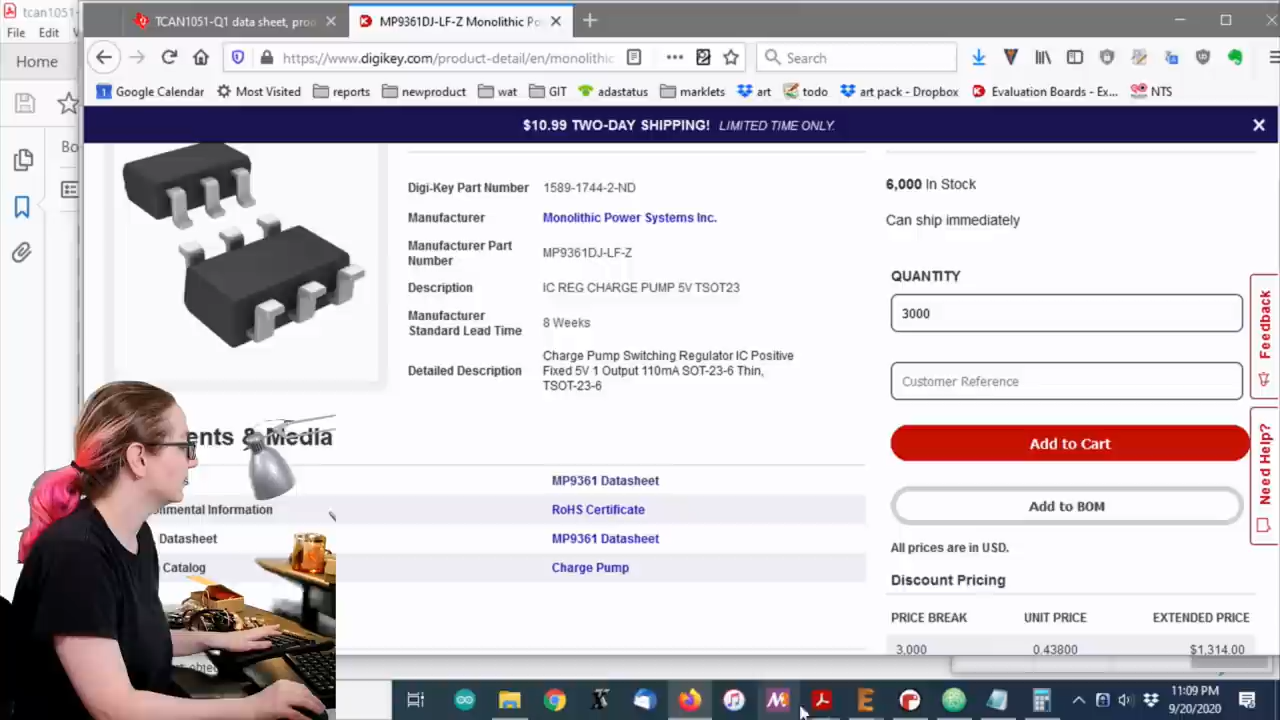 tcan1051-
TCAN1051-Q1 data sheet, pro
MP9361DJ-LF-Z Monolithic Po
File Edit
Home
https://www.digikey.com/product-detail/en/monolithic
Search
Google Calendar
Most Visited
reports
newproduct
wat
GIT
adastatus
marklets
art
todo
art pack - Dropbox
Evaluation Boards - Ex...
NTS
$10.99 TWO-DAY SHIPPING! LIMITED TIME ONLY.
Bo
Digi-Key Part Number 1589-1744-2-ND
Manufacturer Monolithic Power Systems Inc.
Manufacturer Part
Number
MP9361DJ-LF-Z
Description IC REG CHARGE PUMP 5V TSOT23
Manufacturer
Standard Lead Time
8 Weeks
Detailed Description
Charge Pump Switching Regulator IC Positive
Fixed 5V 1 Output 110mA SOT-23-6 Thin,
TSOT-23-6
6,000 In Stock
Can ship immediately
QUANTITY
3000
Customer Reference
Add to Cart
Add to BOM
All prices are in USD.
Discount Pricing
PRICE BREAK UNIT PRICE EXTENDED PRICE
3,000 0.43800 $1,314.00
Feedback
Need Help?
ents & Media
MP9361 Datasheet
nmental Information RoHS Certificate
Datasheet MP9361 Datasheet
Catalog Charge Pump
11:09 PM
9/20/2020